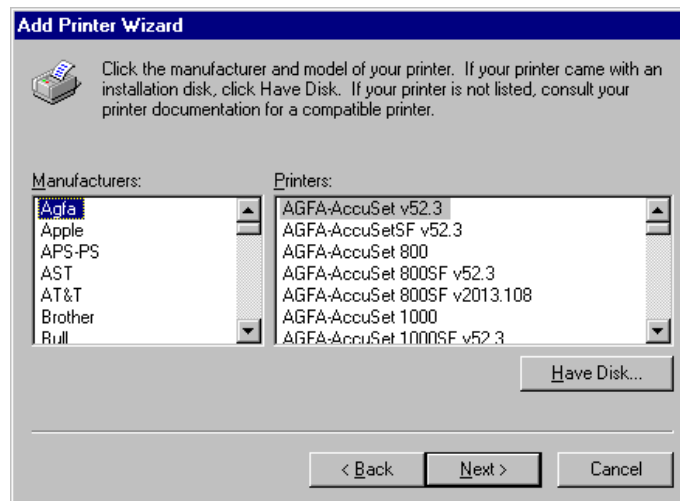 Add Printer Wizard
Click the manufacturer and model of your printer. If your printer came with an
installation disk, click Have Disk. If your printer is not listed, consult your
printer documentation for a compatible printer.
Manufacturers:
Agfa
Apple
APS-PS
AST
AT&T
Brother
Bull
Printers:
AGFA-AccuSet v52.3
AGFA-AccuSetSF v52.3
AGFA-AccuSet 800
AGFA-AccuSet 800SF v52.3
AGFA-AccuSet 800SF v2013.108
AGFA-AccuSet 1000
AGFA-AccuSet 1000SF v52.3
Have Disk...
< Back
Next >
Cancel